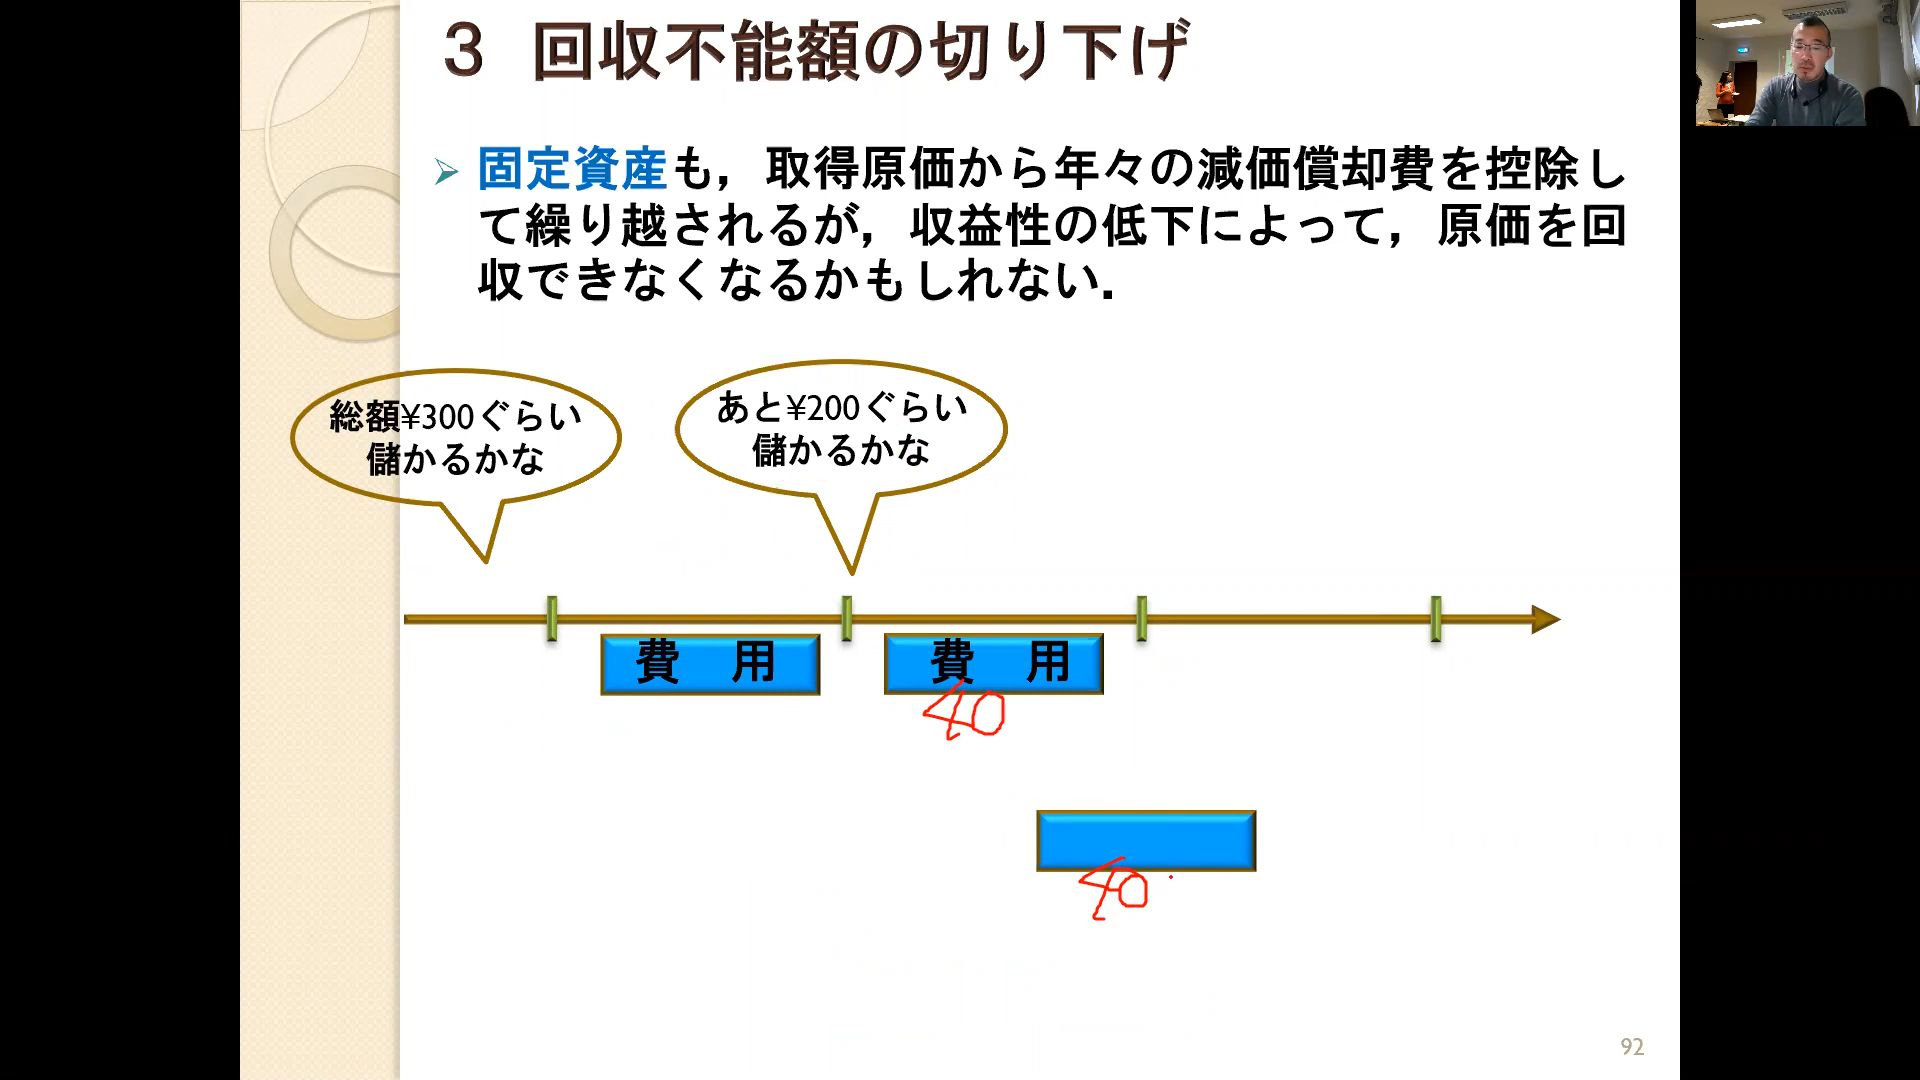 ３ 回収不能額の切り下げ
固定資産も，取得原価から年々の減価償却費を控除し
て繰り越されるが，収益性の低下によって，原価を回
収できなくなるかもしれない．
総額¥300ぐらい
儲かるかな
あと¥200ぐらい
儲かるかな
費 用
費 用
40
40
92